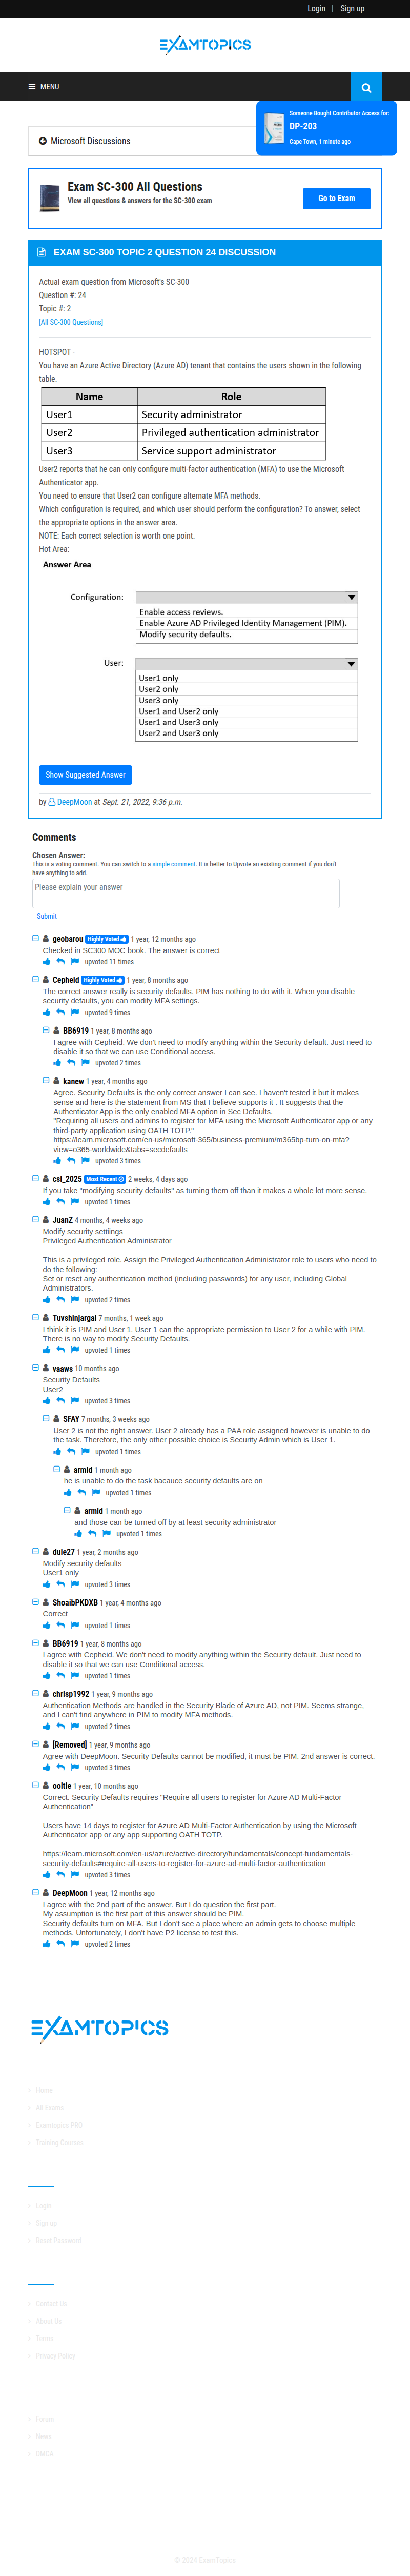 Login | Sign up
EXAMTOPICS
MENU
Someone Bought Contributor Access for:
DP-203
Cape Town, 1 minute ago
Microsoft Discussions
Exam SC-300 All Questions
View all questions & answers for the SC-300 exam
Go to Exam
EXAM SC-300 TOPIC 2 QUESTION 24 DISCUSSION
Actual exam question from Microsoft's SC-300
Question #: 24
Topic #: 2
[All SC-300 Questions]
HOTSPOT -
You have an Azure Active Directory (Azure AD) tenant that contains the users shown in the following
table.
Name Role
User1 Security administrator
User2 Privileged authentication administrator
User3 Service support administrator
User2 reports that he can only configure multi-factor authentication (MFA) to use the Microsoft
Authenticator app.
You need to ensure that User2 can configure alternate MFA methods.
Which configuration is required, and which user should perform the configuration? To answer, select
the appropriate options in the answer area.
NOTE: Each correct selection is worth one point.
Hot Area:
Answer Area
Configuration:
Enable access reviews.
Enable Azure AD Privileged Identity Management (PIM).
Modify security defaults.
User:
User1 only
User2 only
User3 only
User1 and User2 only
User1 and User3 only
User2 and User3 only
Show Suggested Answer
by DeepMoon at Sept. 21, 2022, 9:36 p.m.
Comments
Chosen Answer:
This is a voting comment. You can switch to a simple comment. It is better to Upvote an existing comment if you don't
have anything to add.
Please explain your answer
Submit
geobarou Highly Voted 1 year, 12 months ago
Checked in SC300 MOC book. The answer is correct
upvoted 11 times
Cepheid Highly Voted 1 year, 8 months ago
The correct answer really is security defaults. PIM has nothing to do with it. When you disable
security defaults, you can modify MFA settings.
upvoted 9 times
BB6919 1 year, 8 months ago
I agree with Cepheid. We don't need to modify anything within the Security default. Just need to
disable it so that we can use Conditional access.
upvoted 2 times
kanew 1 year, 4 months ago
Agree. Security Defaults is the only correct answer I can see. I haven't tested it but it makes
sense and here is the statement from MS that I believe supports it . It suggests that the
Authenticator App is the only enabled MFA option in Sec Defaults.
"Requiring all users and admins to register for MFA using the Microsoft Authenticator app or any
third-party application using OATH TOTP."
https://learn.microsoft.com/en-us/microsoft-365/business-premium/m365bp-turn-on-mfa?
view=o365-worldwide&tabs=secdefaults
upvoted 3 times
csi_2025 Most Recent 2 weeks, 4 days ago
If you take "modifying security defaults" as turning them off than it makes a whole lot more sense.
upvoted 1 times
JuanZ 4 months, 4 weeks ago
Modify security settiings
Privileged Authentication Administrator
This is a privileged role. Assign the Privileged Authentication Administrator role to users who need to
do the following:
Set or reset any authentication method (including passwords) for any user, including Global
Administrators.
upvoted 2 times
Tuvshinjargal 7 months, 1 week ago
I think it is PIM and User 1. User 1 can the appropriate permission to User 2 for a while with PIM.
There is no way to modify Security Defaults.
upvoted 1 times
vaaws 10 months ago
Security Defaults
User2
upvoted 3 times
SFAY 7 months, 3 weeks ago
User 2 is not the right answer. User 2 already has a PAA role assigned however is unable to do
the task. Therefore, the only other possible choice is Security Admin which is User 1.
upvoted 1 times
armid 1 month ago
he is unable to do the task bacauce security defaults are on
upvoted 1 times
armid 1 month ago
and those can be turned off by at least security administrator
upvoted 1 times
dule27 1 year, 2 months ago
Modify security defaults
User1 only
upvoted 3 times
ShoaibPKDXB 1 year, 4 months ago
Correct
upvoted 1 times
BB6919 1 year, 8 months ago
I agree with Cepheid. We don't need to modify anything within the Security default. Just need to
disable it so that we can use Conditional access.
upvoted 1 times
chrisp1992 1 year, 9 months ago
Authentication Methods are handled in the Security Blade of Azure AD, not PIM. Seems strange,
and I can't find anywhere in PIM to modify MFA methods.
upvoted 2 times
[Removed] 1 year, 9 months ago
Agree with DeepMoon. Security Defaults cannot be modified, it must be PIM. 2nd answer is correct.
upvoted 3 times
ooltie 1 year, 10 months ago
Correct. Security Defaults requires "Require all users to register for Azure AD Multi-Factor
Authentication"
Users have 14 days to register for Azure AD Multi-Factor Authentication by using the Microsoft
Authenticator app or any app supporting OATH TOTP.
https://learn.microsoft.com/en-us/azure/active-directory/fundamentals/concept-fundamentals-
security-defaults#require-all-users-to-register-for-azure-ad-multi-factor-authentication
upvoted 3 times
DeepMoon 1 year, 12 months ago
I agree with the 2nd part of the answer. But I do question the first part.
My assumption is the first part of this answer should be PIM.
Security defaults turn on MFA. But I don't see a place where an admin gets to choose multiple
methods. Unfortunately, I don't have P2 license to test this.
upvoted 2 times
EXAMTOPICS
Home
All Exams
Examtopics PRO
Training Courses
Login
Sign up
Reset Password
Contact Us
About Us
Terms
Privacy Policy
Forum
News
DMCA
© 2024 ExamTopics